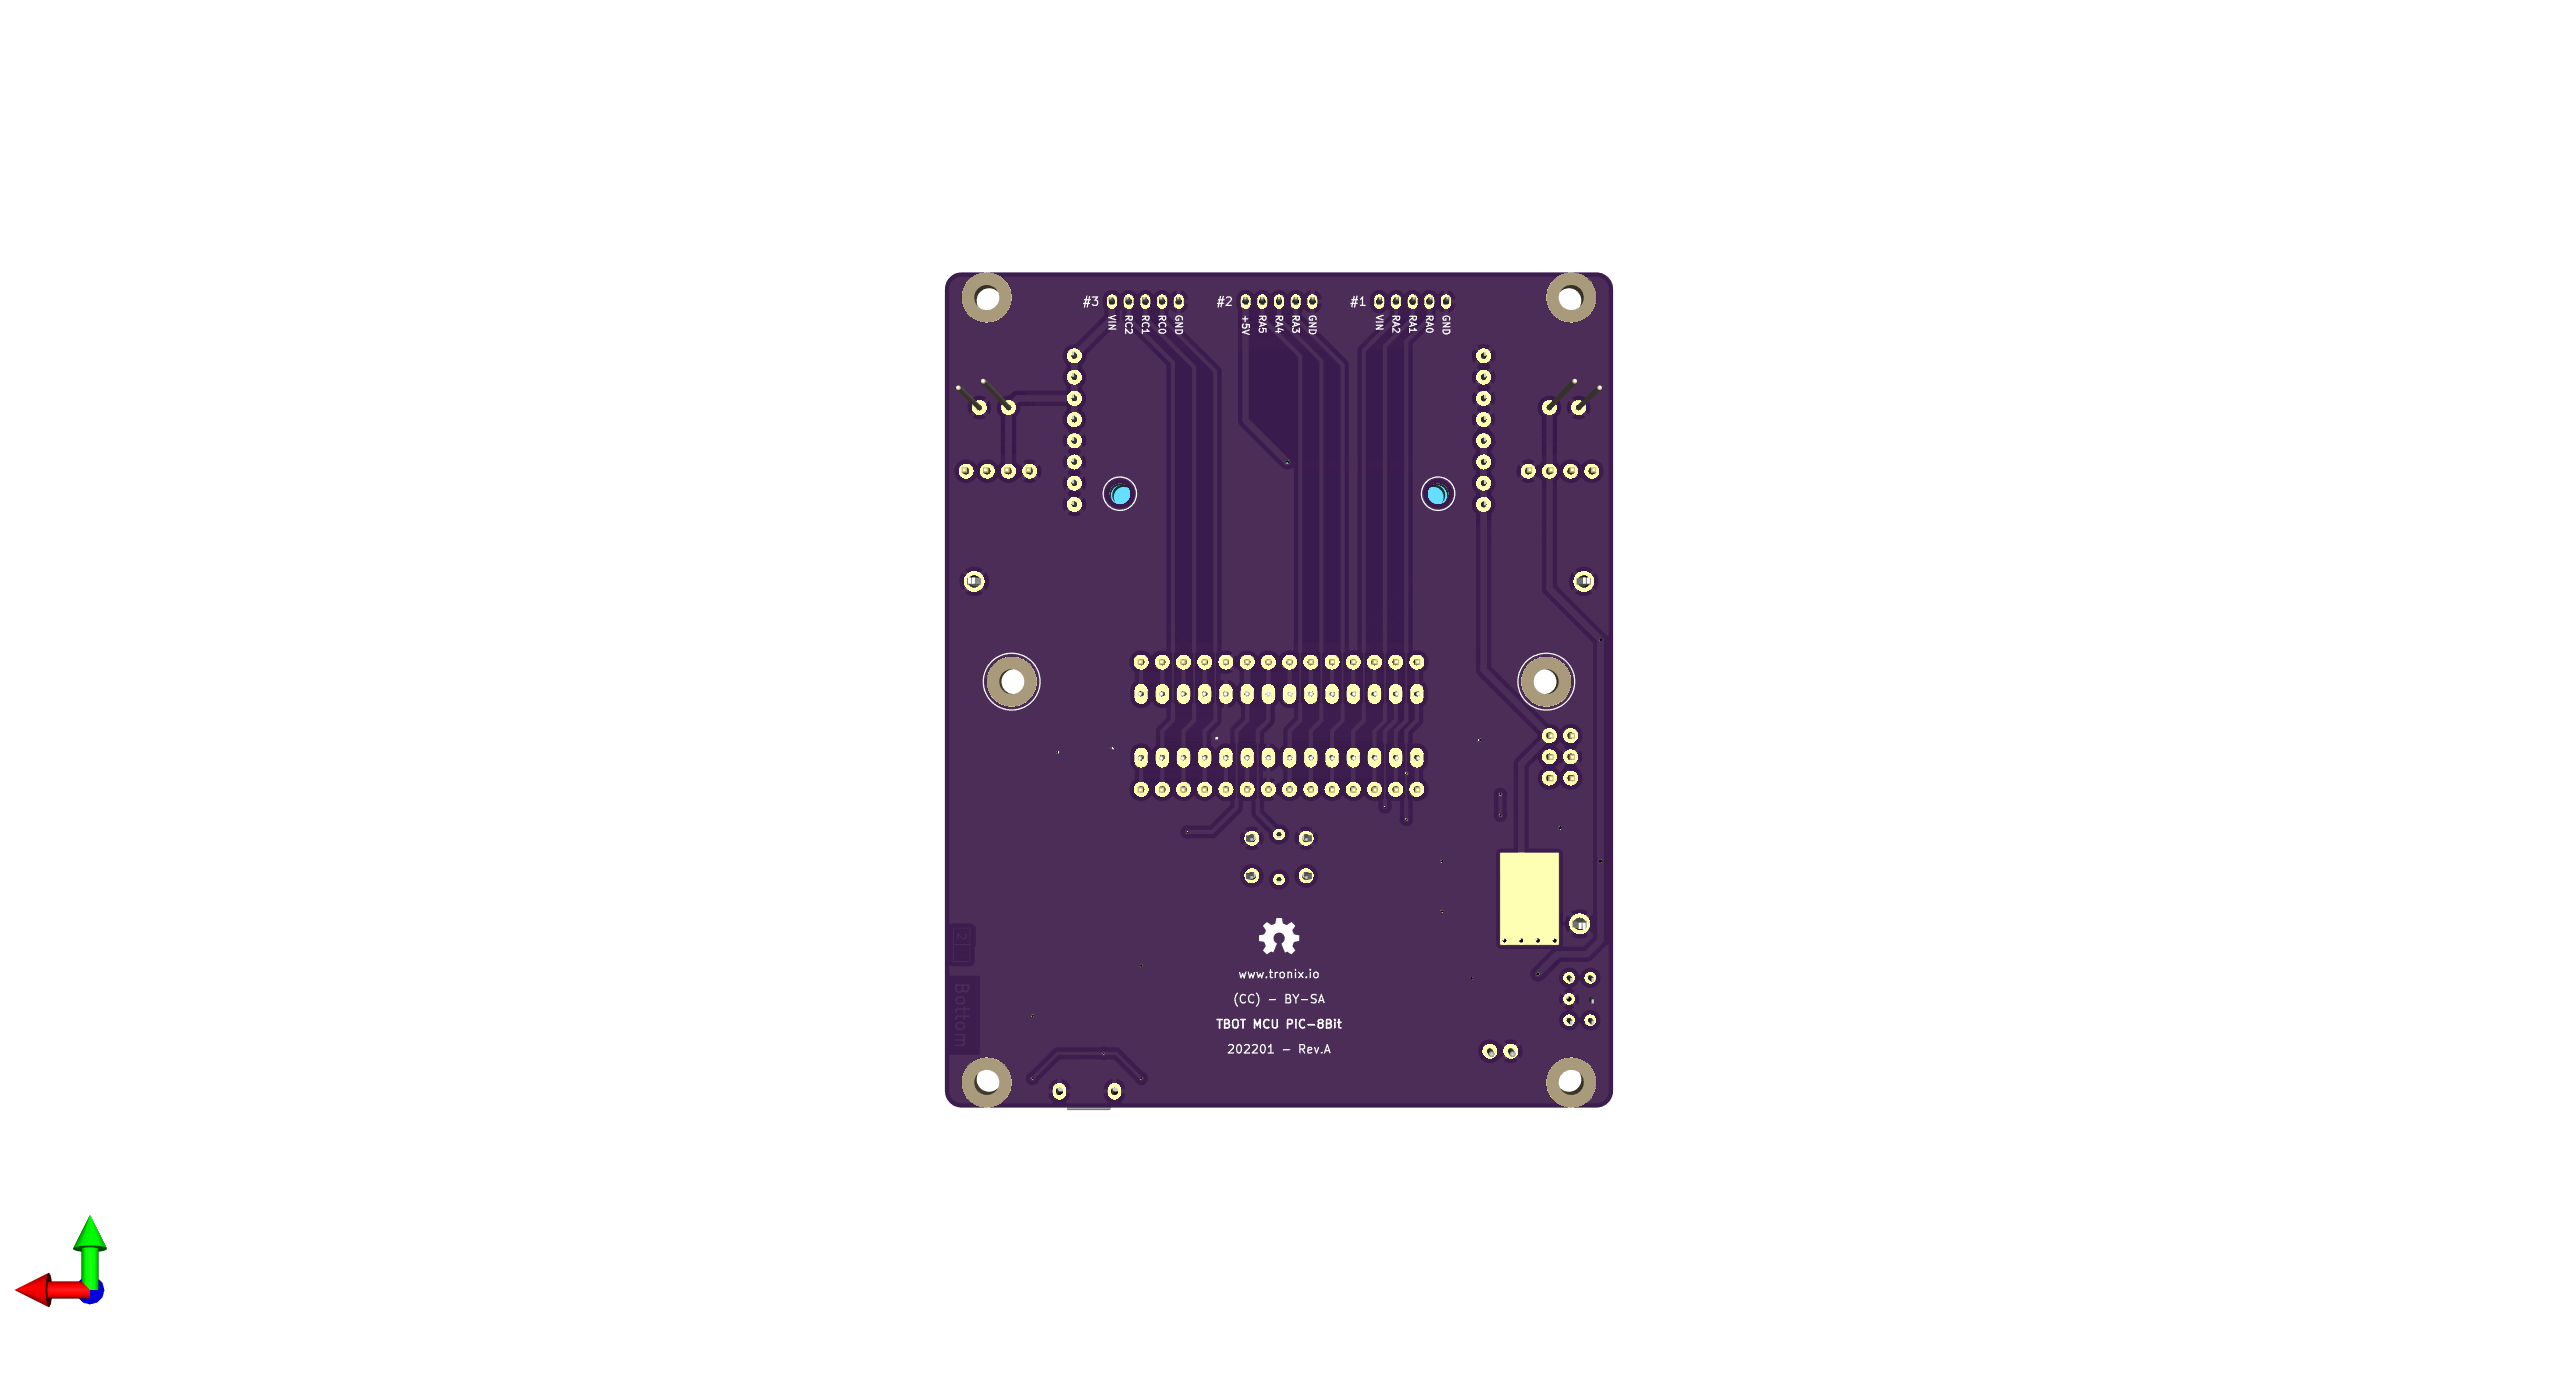 #3 #2 #1
VIN RC2 RC1 RC0 GND +5V RA5 RA4 RA3 GND VIN RA2 RA1 RA0 GND
2
Bottom
www.tronix.io
(CC) - BY-SA
TBOT MCU PIC-8Bit
202201 - Rev.A